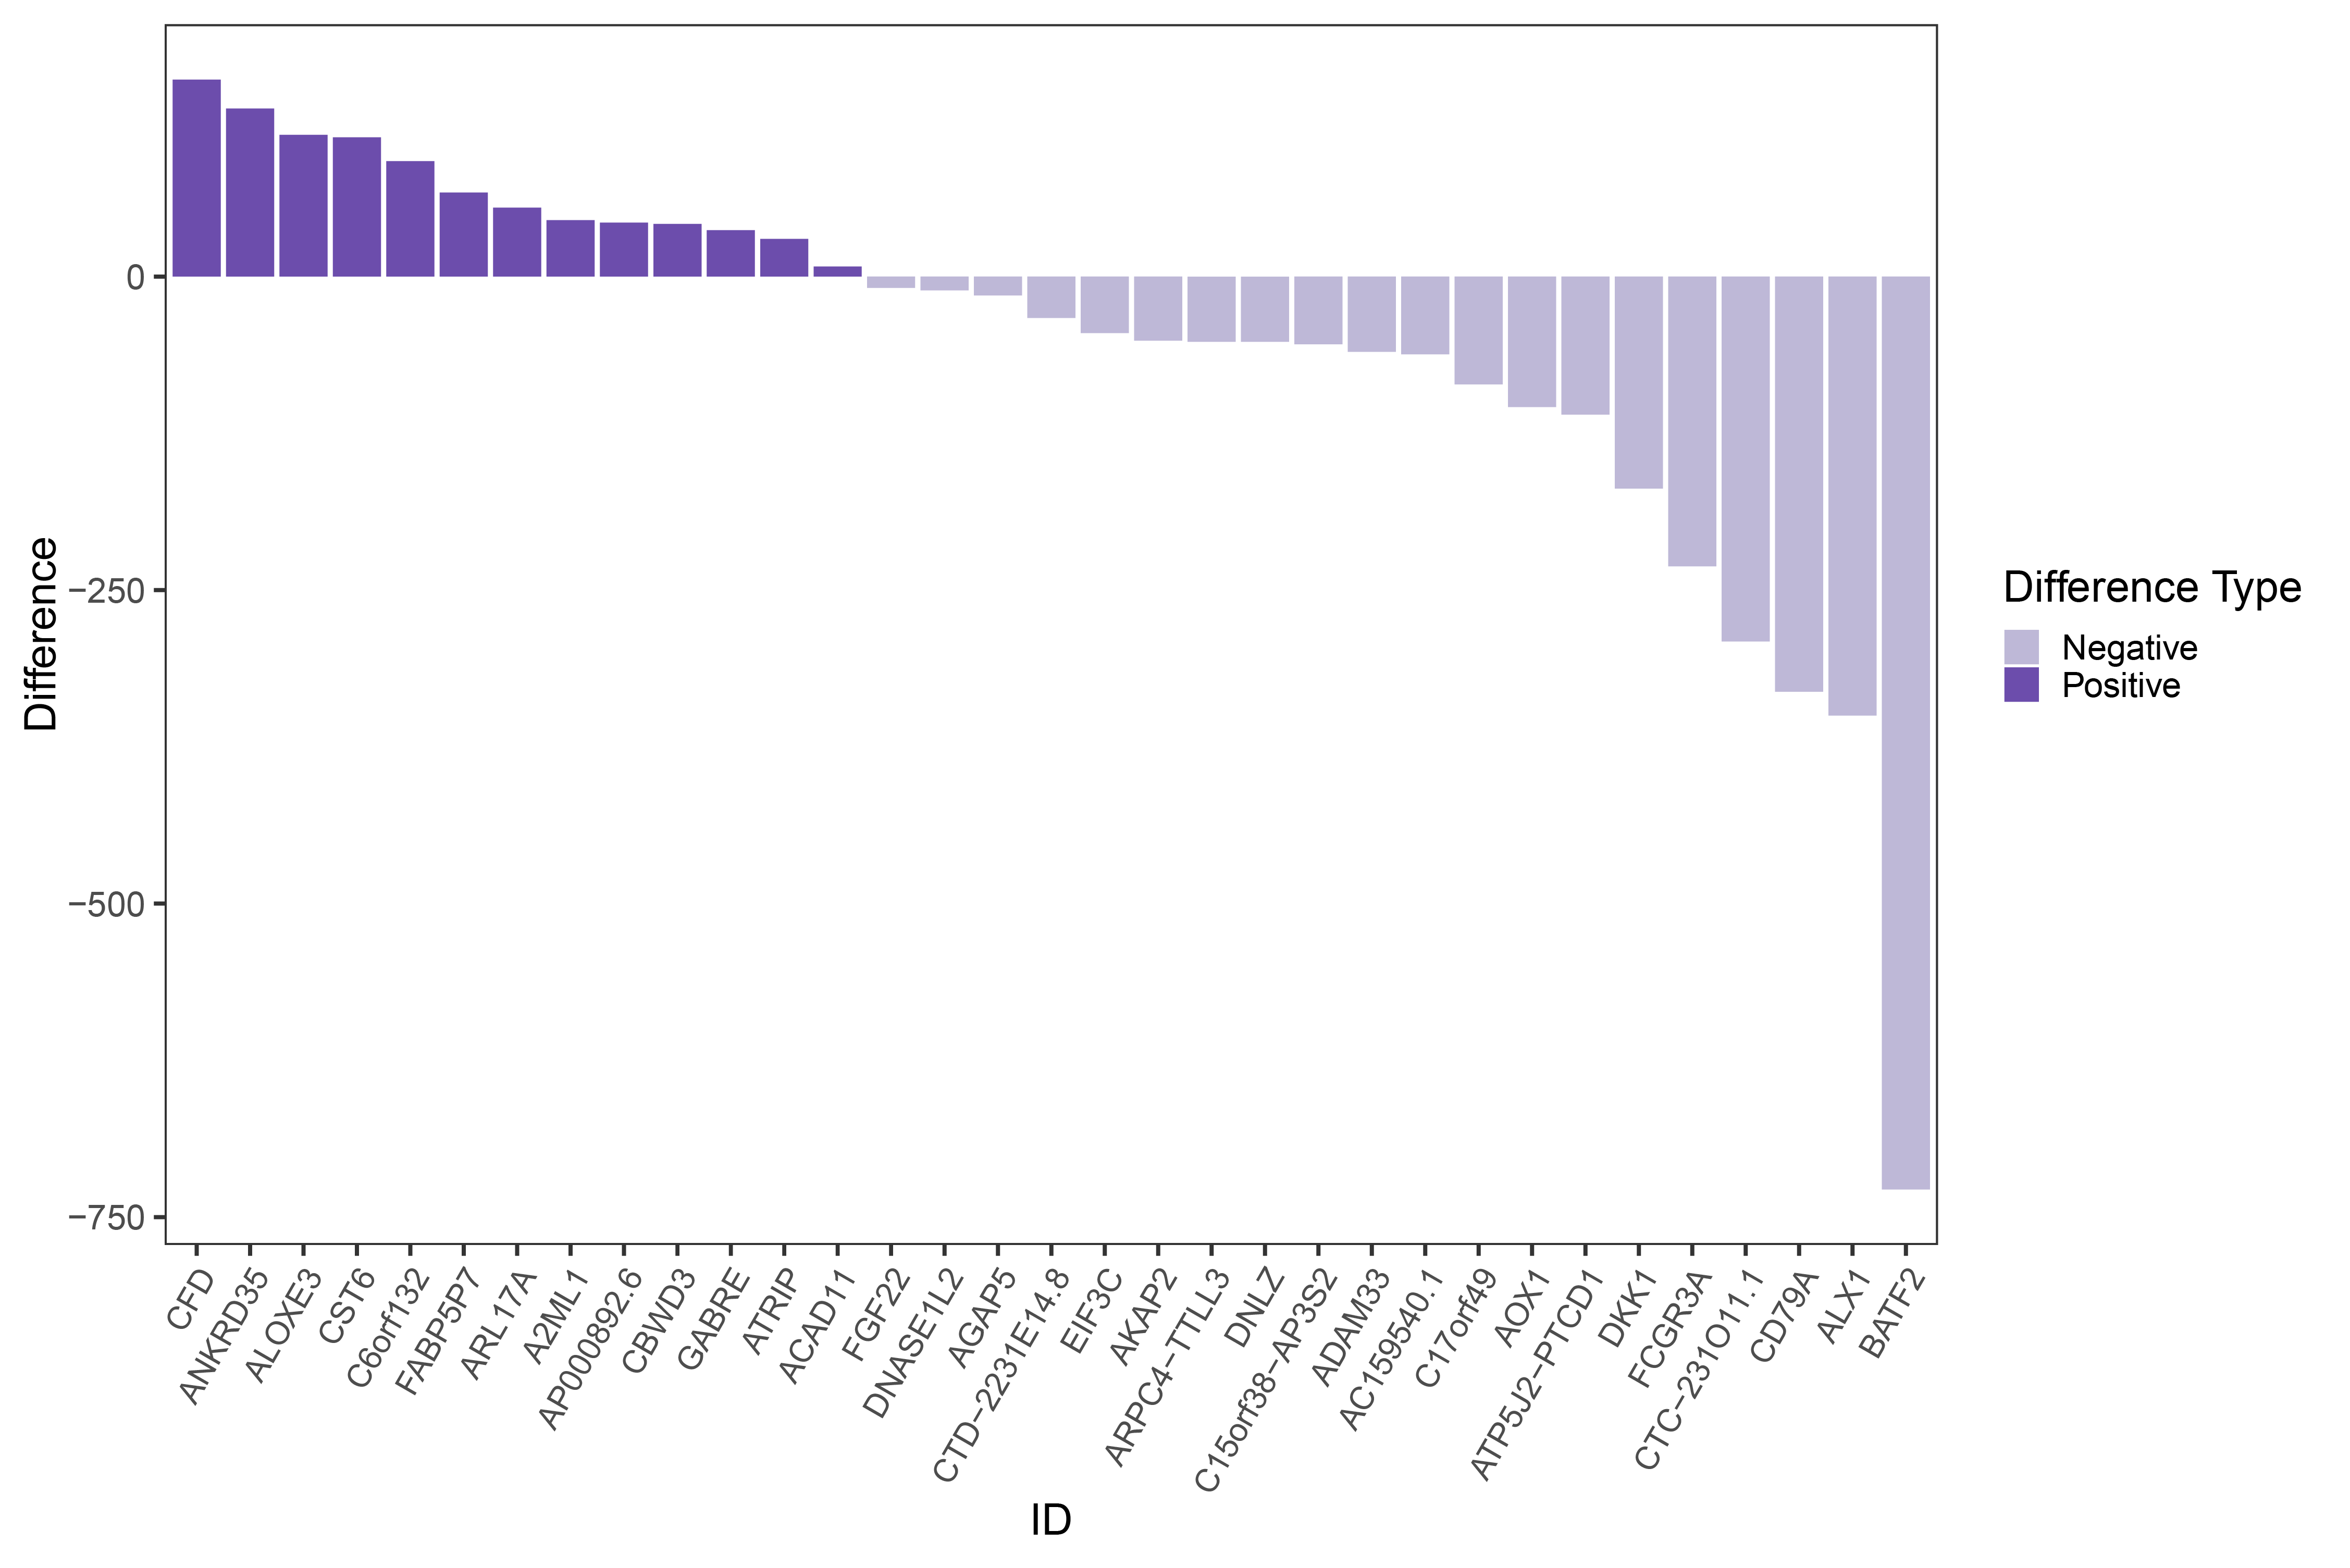 Difference
0
−250
−500
−750
CFD
ANKRD35
ALOXE3
CST6
C6orf132
FABP5P7
ARL17A
A2ML1
AP000892.6
CBWD3
GABRE
ATRIP
ACAD11
FGF22
DNASE1L2
AGAP5
CTD−2231E14.8
EIF3C
AKAP2
ARPC4−TTLL3
DNLZ
C15orf38−AP3S2
ADAM33
AC159540.1
C17orf49
AOX1
ATP5J2−PTCD1
DKK1
FCGR3A
CTC−231O11.1
CD79A
ALX1
BATF2
ID
Difference Type
Negative
Positive